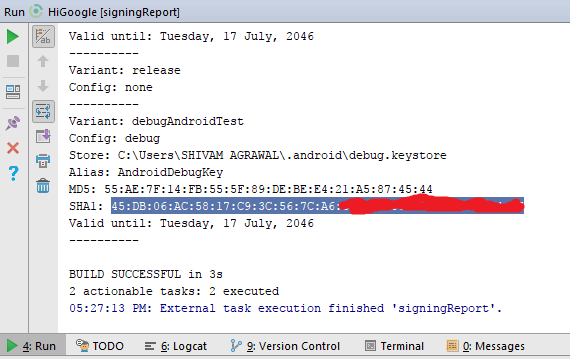 Run HiGoogle [signingReport]
Valid until: Tuesday, 17 July, 2046
----------
Variant: release
Config: none
----------
Variant: debugAndroidTest
Config: debug
Store: C:\Users\SHIVAM AGRAWAL\.android\debug.keystore
Alias: AndroidDebugKey
MD5: 55:AE:7F:14:FB:55:5F:89:DE:BE:E4:21:A5:87:45:44
SHA1: 45:DB:06:AC:58:17:C9:3C:56:7C:A6:
Valid until: Tuesday, 17 July, 2046
----------
BUILD SUCCESSFUL in 3s
2 actionable tasks: 2 executed
05:27:13 PM: External task execution finished 'signingReport'.
4: Run TODO 6: Logcat 9: Version Control Terminal 0: Messages